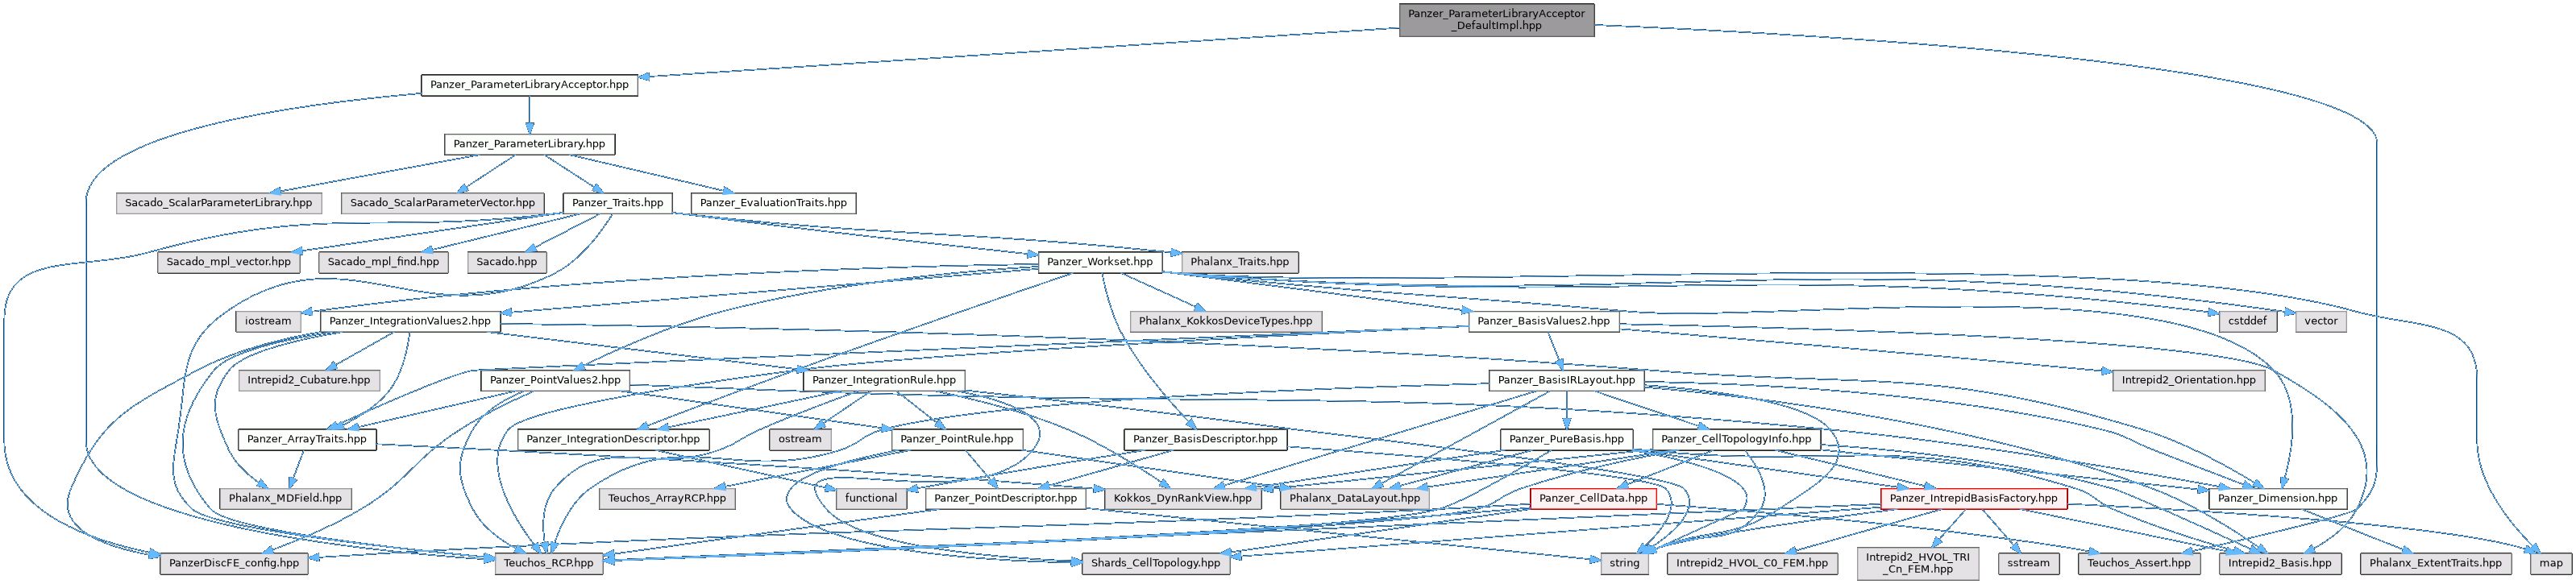 Panzer_ParameterLibraryAcceptor
_DefaultImpl.hpp
Panzer_ParameterLibraryAcceptor.hpp
Panzer_ParameterLibrary.hpp
Sacado_ScalarParameterLibrary.hpp
Sacado_ScalarParameterVector.hpp
Panzer_Traits.hpp
Panzer_EvaluationTraits.hpp
Sacado_mpl_vector.hpp
Sacado_mpl_find.hpp
Sacado.hpp
Panzer_Workset.hpp
Phalanx_Traits.hpp
iostream
Panzer_IntegrationValues2.hpp
Phalanx_KokkosDeviceTypes.hpp
Panzer_BasisValues2.hpp
cstddef
vector
Intrepid2_Cubature.hpp
Panzer_PointValues2.hpp
Panzer_IntegrationRule.hpp
Panzer_BasisIRLayout.hpp
Intrepid2_Orientation.hpp
Panzer_ArrayTraits.hpp
Panzer_IntegrationDescriptor.hpp
ostream
Panzer_PointRule.hpp
Panzer_BasisDescriptor.hpp
Panzer_PureBasis.hpp
Panzer_CellTopologyInfo.hpp
Phalanx_MDField.hpp
Teuchos_ArrayRCP.hpp
functional
Panzer_PointDescriptor.hpp
Kokkos_DynRankView.hpp
Phalanx_DataLayout.hpp
Panzer_CellData.hpp
Panzer_IntrepidBasisFactory.hpp
Panzer_Dimension.hpp
PanzerDiscFE_config.hpp
Teuchos_RCP.hpp
Shards_CellTopology.hpp
string
Intrepid2_HVOL_C0_FEM.hpp
Intrepid2_HVOL_TRI
_Cn_FEM.hpp
sstream
Teuchos_Assert.hpp
Intrepid2_Basis.hpp
Phalanx_ExtentTraits.hpp
map